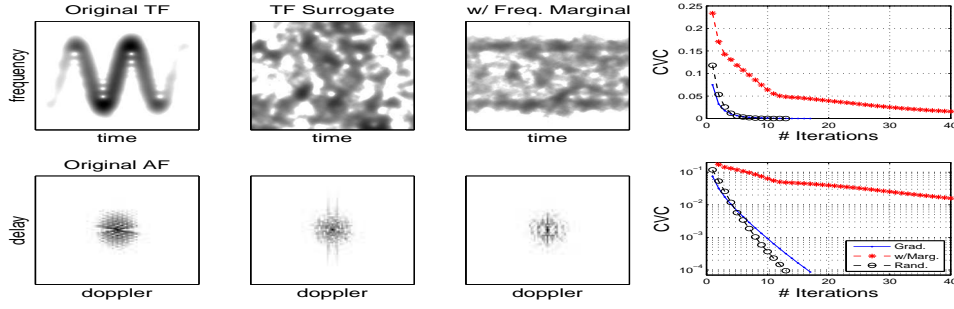 Original TF
TF Surrogate
w/ Freq. Marginal
frequency
time
time
time
CVC
0.25
0.2
0.15
0.1
0.05
0
0
10
20
30
40
# Iterations
Original AF
delay
doppler
doppler
doppler
CVC
10⁻¹
10⁻²
10⁻³
10⁻⁴
0
10
20
30
40
# Iterations
Grad.
w/Marg.
Rand.